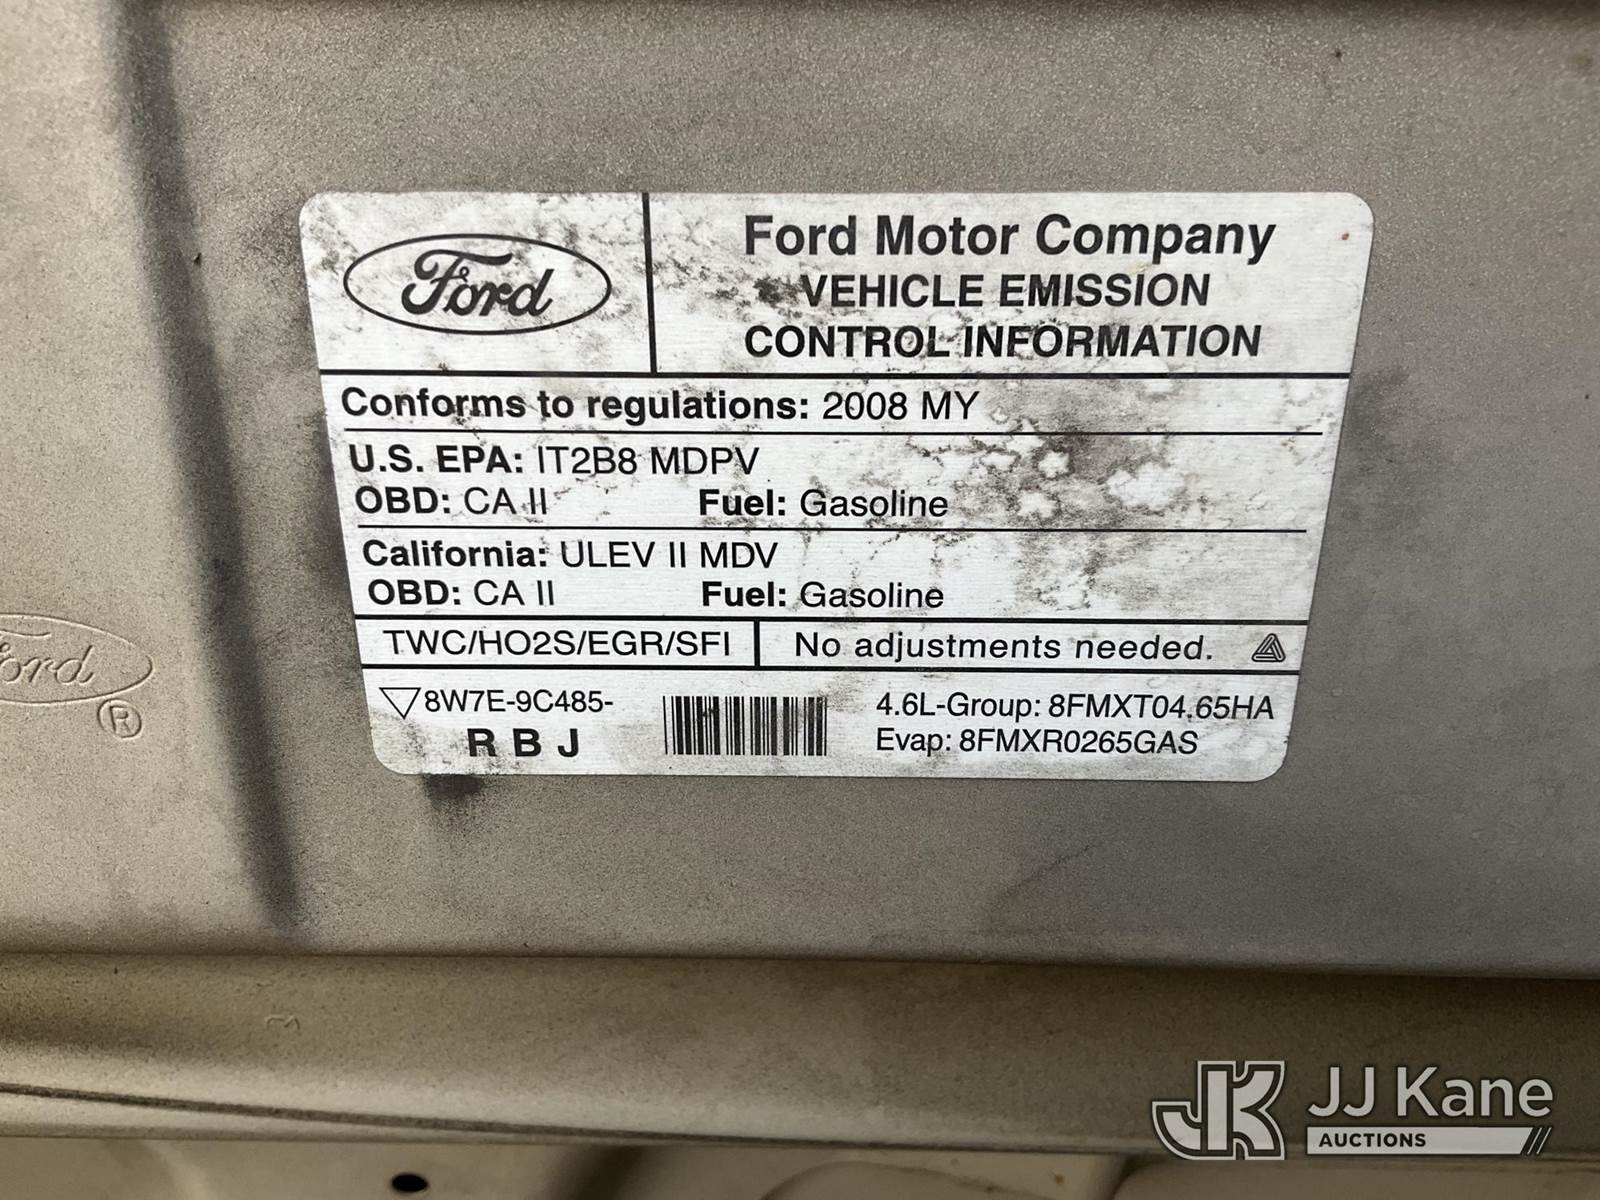 Ford
Ford Motor Company
VEHICLE EMISSION
CONTROL INFORMATION
Conforms to regulations: 2008 MY
U.S. EPA: IT2B8 MDPV
OBD: CA II Fuel: Gasoline
California: ULEV II MDV
OBD: CA II Fuel: Gasoline
TWC/HO2S/EGR/SFI No adjustments needed.
8W7E-9C485-
R B J
4.6L-Group: 8FMXT04.65HA
Evap: 8FMXR0265GAS
Ford
®
JK JJ Kane
AUCTIONS